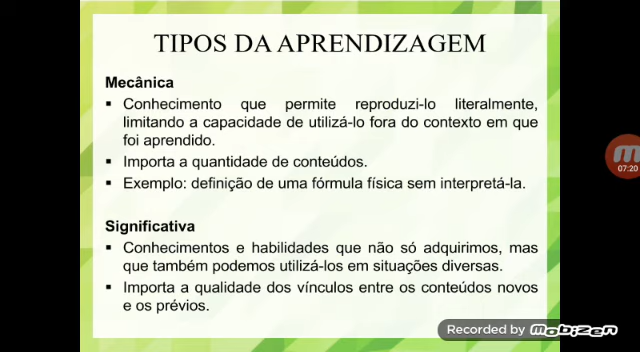 TIPOS DA APRENDIZAGEM
Mecânica
▪ Conhecimento que permite reproduzi-lo literalmente,
limitando a capacidade de utilizá-lo fora do contexto em que
foi aprendido.
▪ Importa a quantidade de conteúdos.
▪ Exemplo: definição de uma fórmula física sem interpretá-la.
Significativa
▪ Conhecimentos e habilidades que não só adquirimos, mas
que também podemos utilizá-los em situações diversas.
▪ Importa a qualidade dos vínculos entre os conteúdos novos
e os prévios.
07:20
Recorded by Mobizen